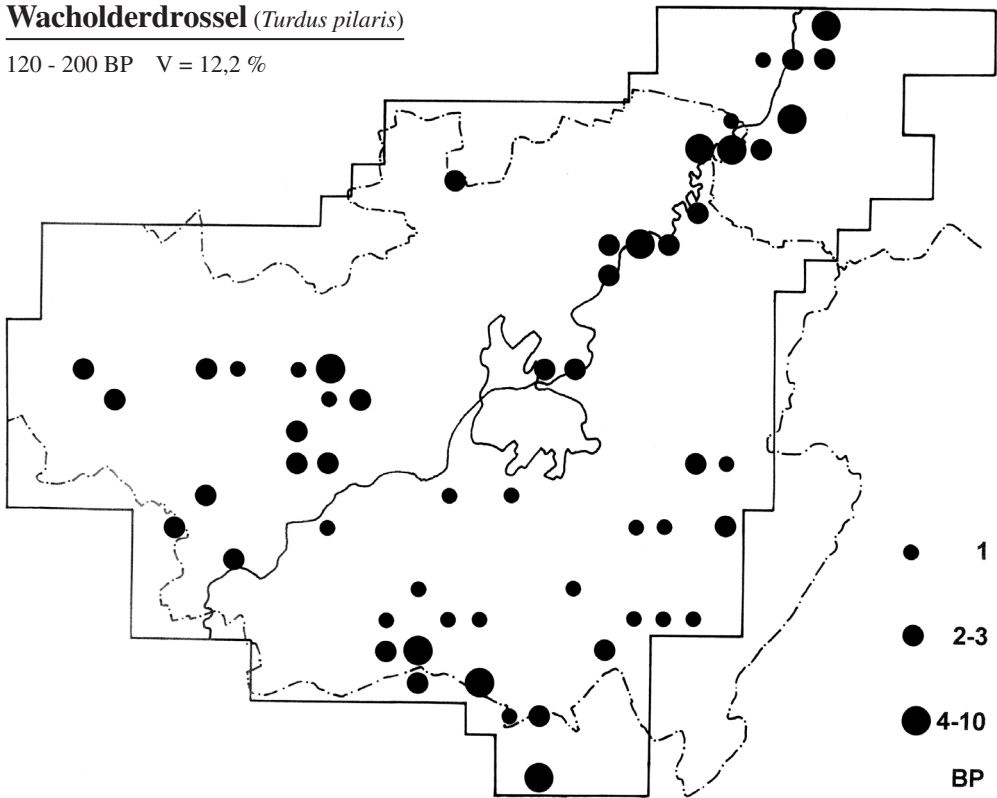 Wacholderdrossel (Turdus pilaris)
120 - 200 BP V = 12,2 %
1
2-3
4-10
BP